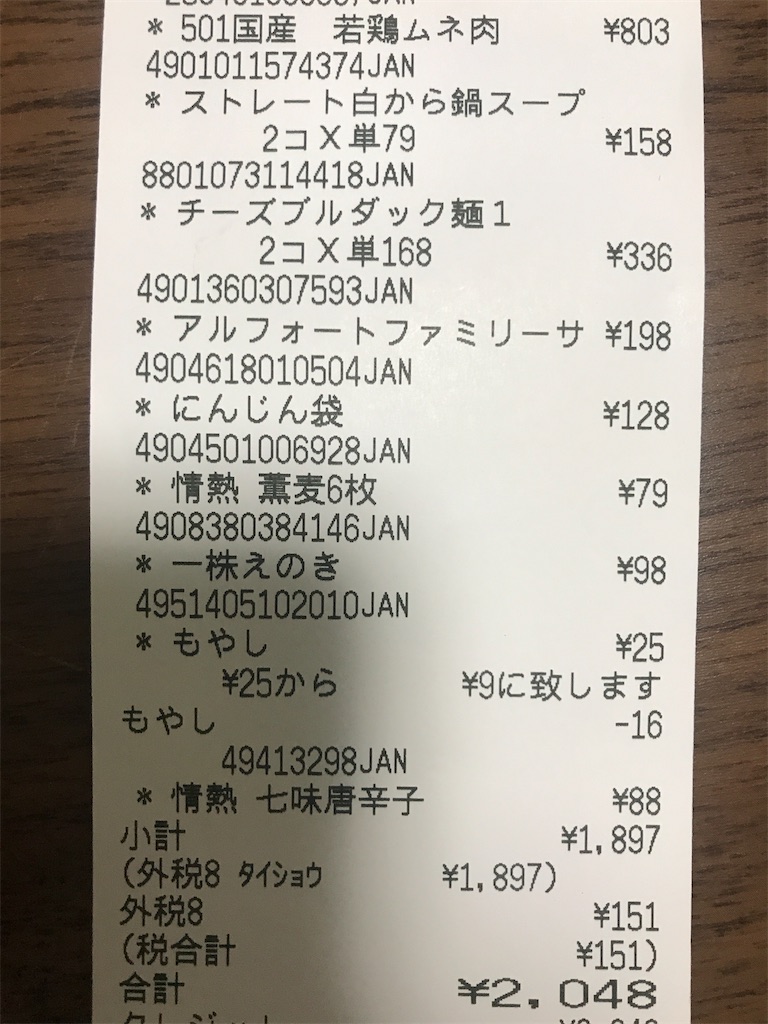 * 501国産 若鶏ムネ肉 ¥803
4901011574374JAN
* ストレート白から鍋スープ
2コX単79 ¥158
8801073114418JAN
* チーズブルダック麺1
2コX単168 ¥336
4901360307593JAN
* アルフォートファミリーサ ¥198
4904618010504JAN
* にんじん袋 ¥128
4904501006928JAN
* 情熱 薫麦6枚 ¥79
4908380384146JAN
* 一株えのき ¥98
4951405102010JAN
* もやし ¥25
¥25から ¥9に致します
もやし -16
49413298JAN
* 情熱 七味唐辛子 ¥88
小計 ¥1,897
(外税8 タイショウ ¥1,897)
外税8 ¥151
(税合計 ¥151)
合計 ¥2,048